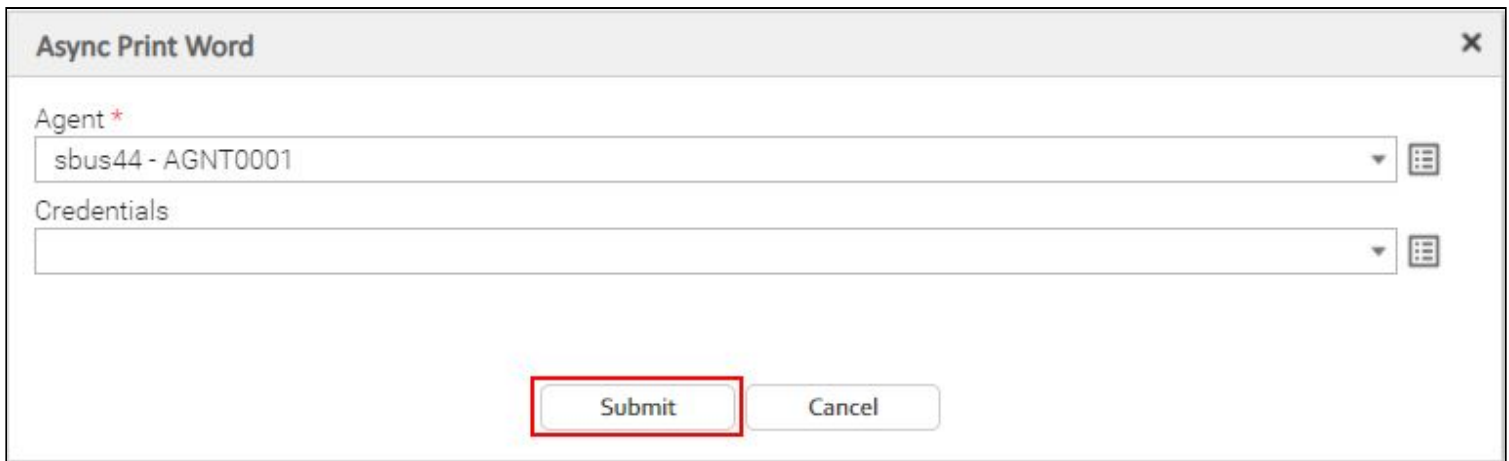 Async Print Word
Agent *
sbus44 - AGNT0001
Credentials
Submit Cancel